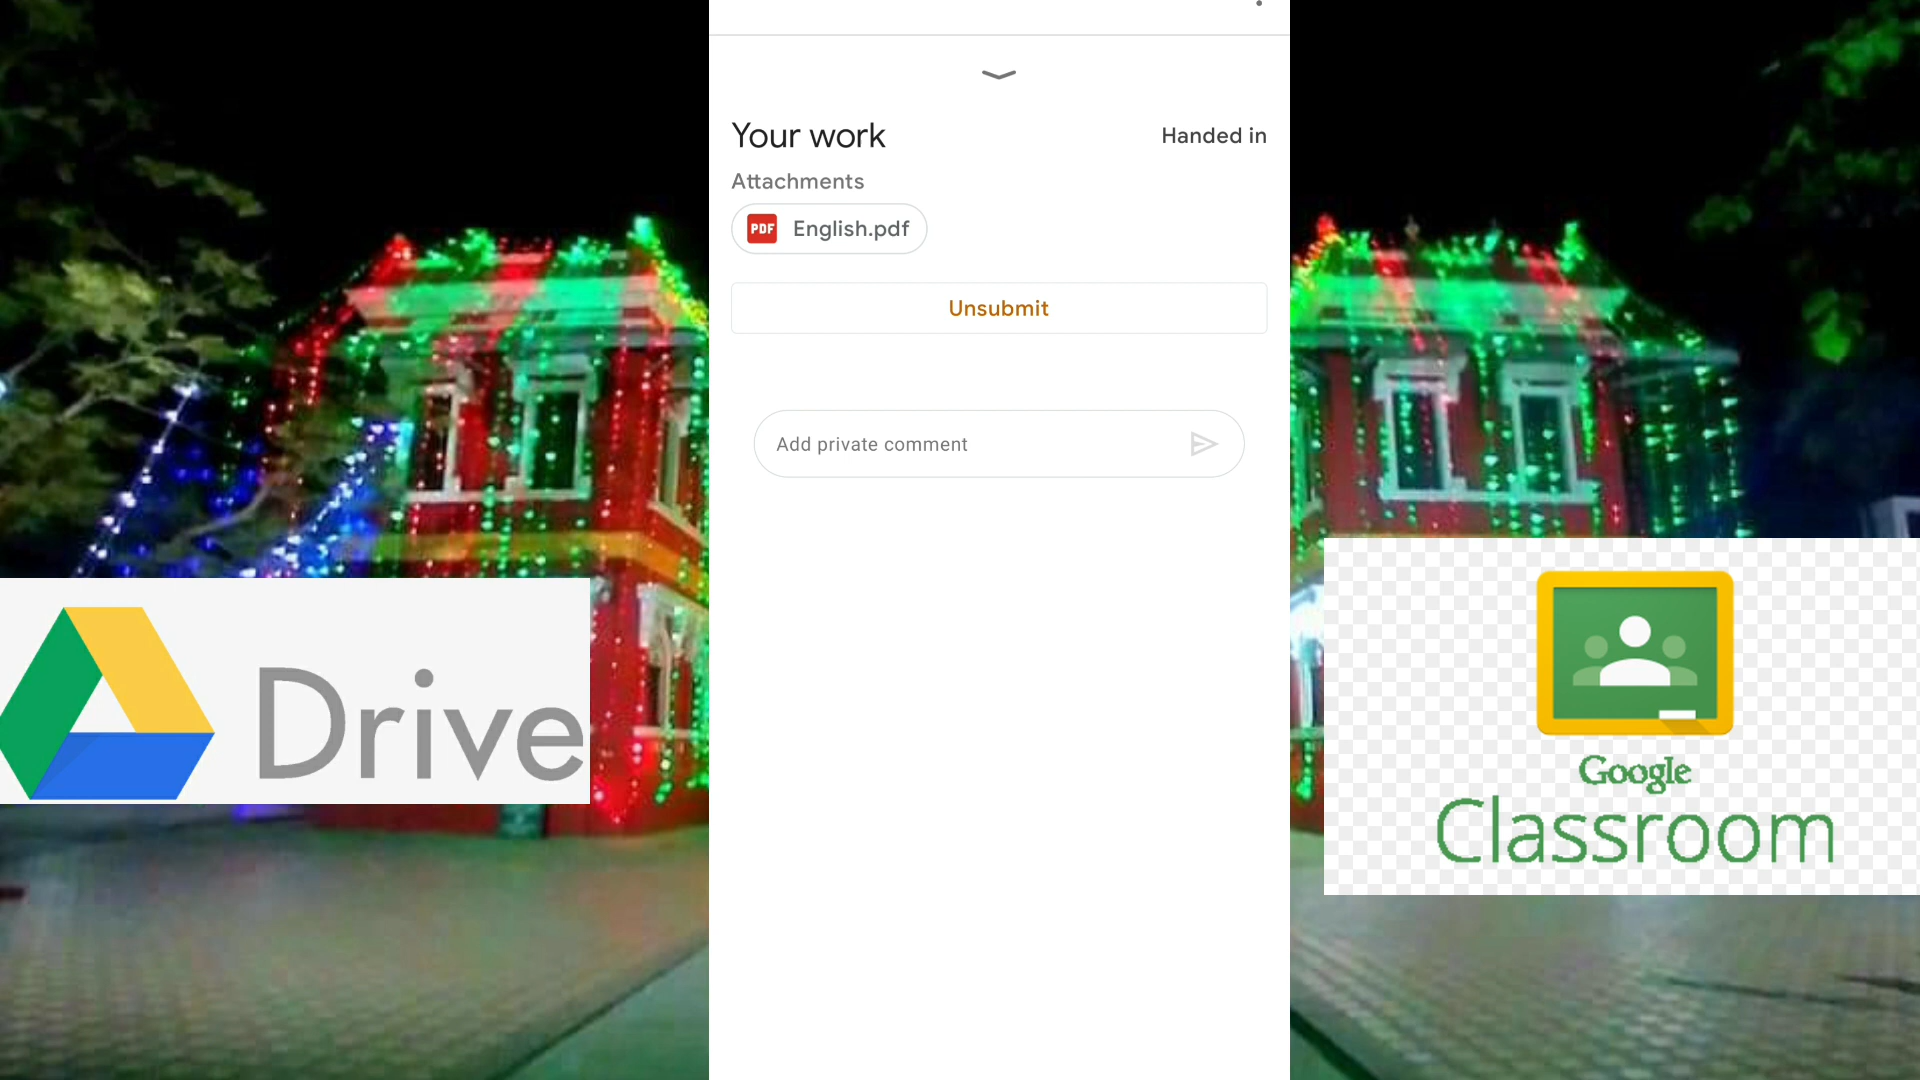 Your work
Handed in
Attachments
PDF English.pdf
Unsubmit
Add private comment
Drive
Google
Classroom